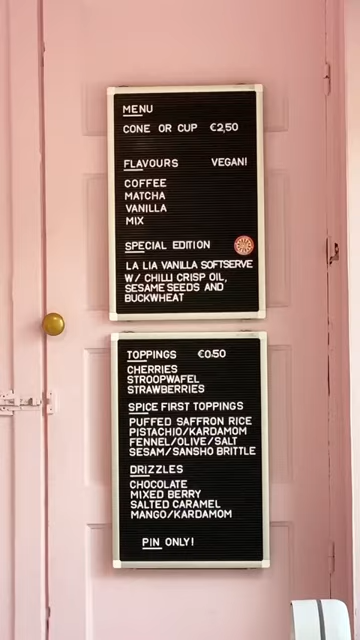 MENU
CONE OR CUP €2,50
FLAVOURS VEGAN!
COFFEE
MATCHA
VANILLA
MIX
SPECIAL EDITION
LA LIA VANILLA SOFTSERVE
W/ CHILLI CRISP OIL,
SESAME SEEDS AND
BUCKWHEAT
TOPPINGS €0.50
CHERRIES
STROOPWAFEL
STRAWBERRIES
SPICE FIRST TOPPINGS
PUFFED SAFFRON RICE
PISTACHIO/KARDAMOM
FENNEL/OLIVE/SALT
SESAM/SANSHO BRITTLE
DRIZZLES
CHOCOLATE
MIXED BERRY
SALTED CARAMEL
MANGO/KARDAMOM
PIN ONLY!